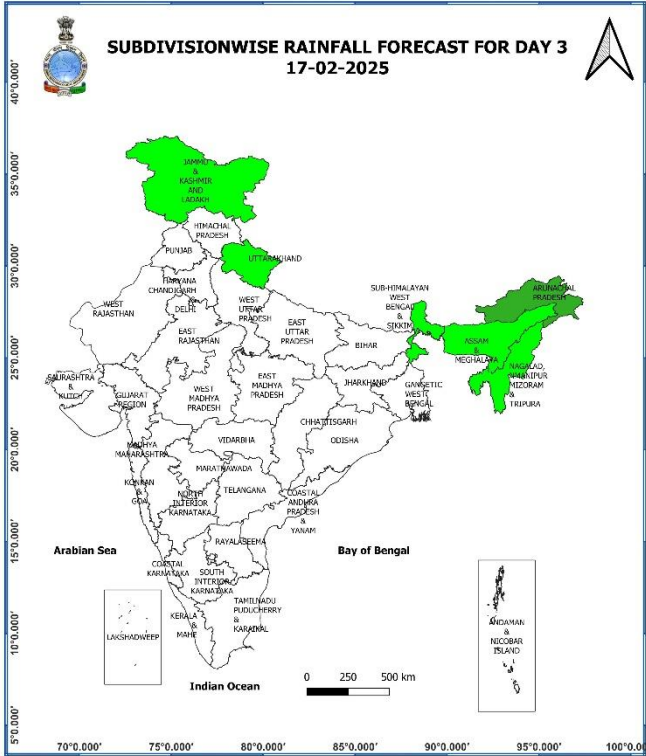 SUBDIVISIONWISE RAINFALL FORECAST FOR DAY 3
17-02-2025
40°0.000'
35°0.000'
30°0.000'
25°0.000'
20°0.000'
15°0.000'
10°0.000'
5°0.000'
JAMMU
&
KASHMIR
AND
LADAKH
HIMACHAL
PRADESH
PUNJAB
UTTARAKHAND
HARYANA
CHANDIGARH
&
DELHI
WEST
RAJASTHAN
WEST
UTTAR
PRADESH
EAST
UTTAR
PRADESH
SUB-HIMALAYAN
WEST
BENGAL
&
SIKKIM
ARUNACHAL
PRADESH
EAST
RAJASTHAN
BIHAR
ASSAM
&
MEGHALAYA
NAGALAD,
MANIPUR
MIZORAM
&
TRIPURA
SAURASHTRA
&
KUTCH
GUJARAT
REGION
WEST
MADHYA
PRADESH
EAST
MADHYA
PRADESH
JHARKHAND
GANGETIC
WEST
BENGAL
CHHATTISGARH
ODISHA
VIDARBHA
MADHYA
MAHARASHTRA
MARATHAWADA
KONKAN
&
GOA
NORTH
INTERIOR
KARNATAKA
TELANGANA
COASTAL
ANDHRA
PRADESH
&
YANAM
RAYALASEEMA
Arabian Sea
Bay of Bengal
COASTAL
KARNATAKA
SOUTH
INTERIOR
KARNATAKA
TAMILNADU
PUDUCHERRY
&
KARAIKAL
KERALA
&
MAHE
LAKSHADWEEP
ANDAMAN
&
NICOBAR
ISLAND
Indian Ocean
0 250 500 km
70°0.000' 75°0.000' 80°0.000' 85°0.000' 90°0.000' 95°0.000' 100°0.0